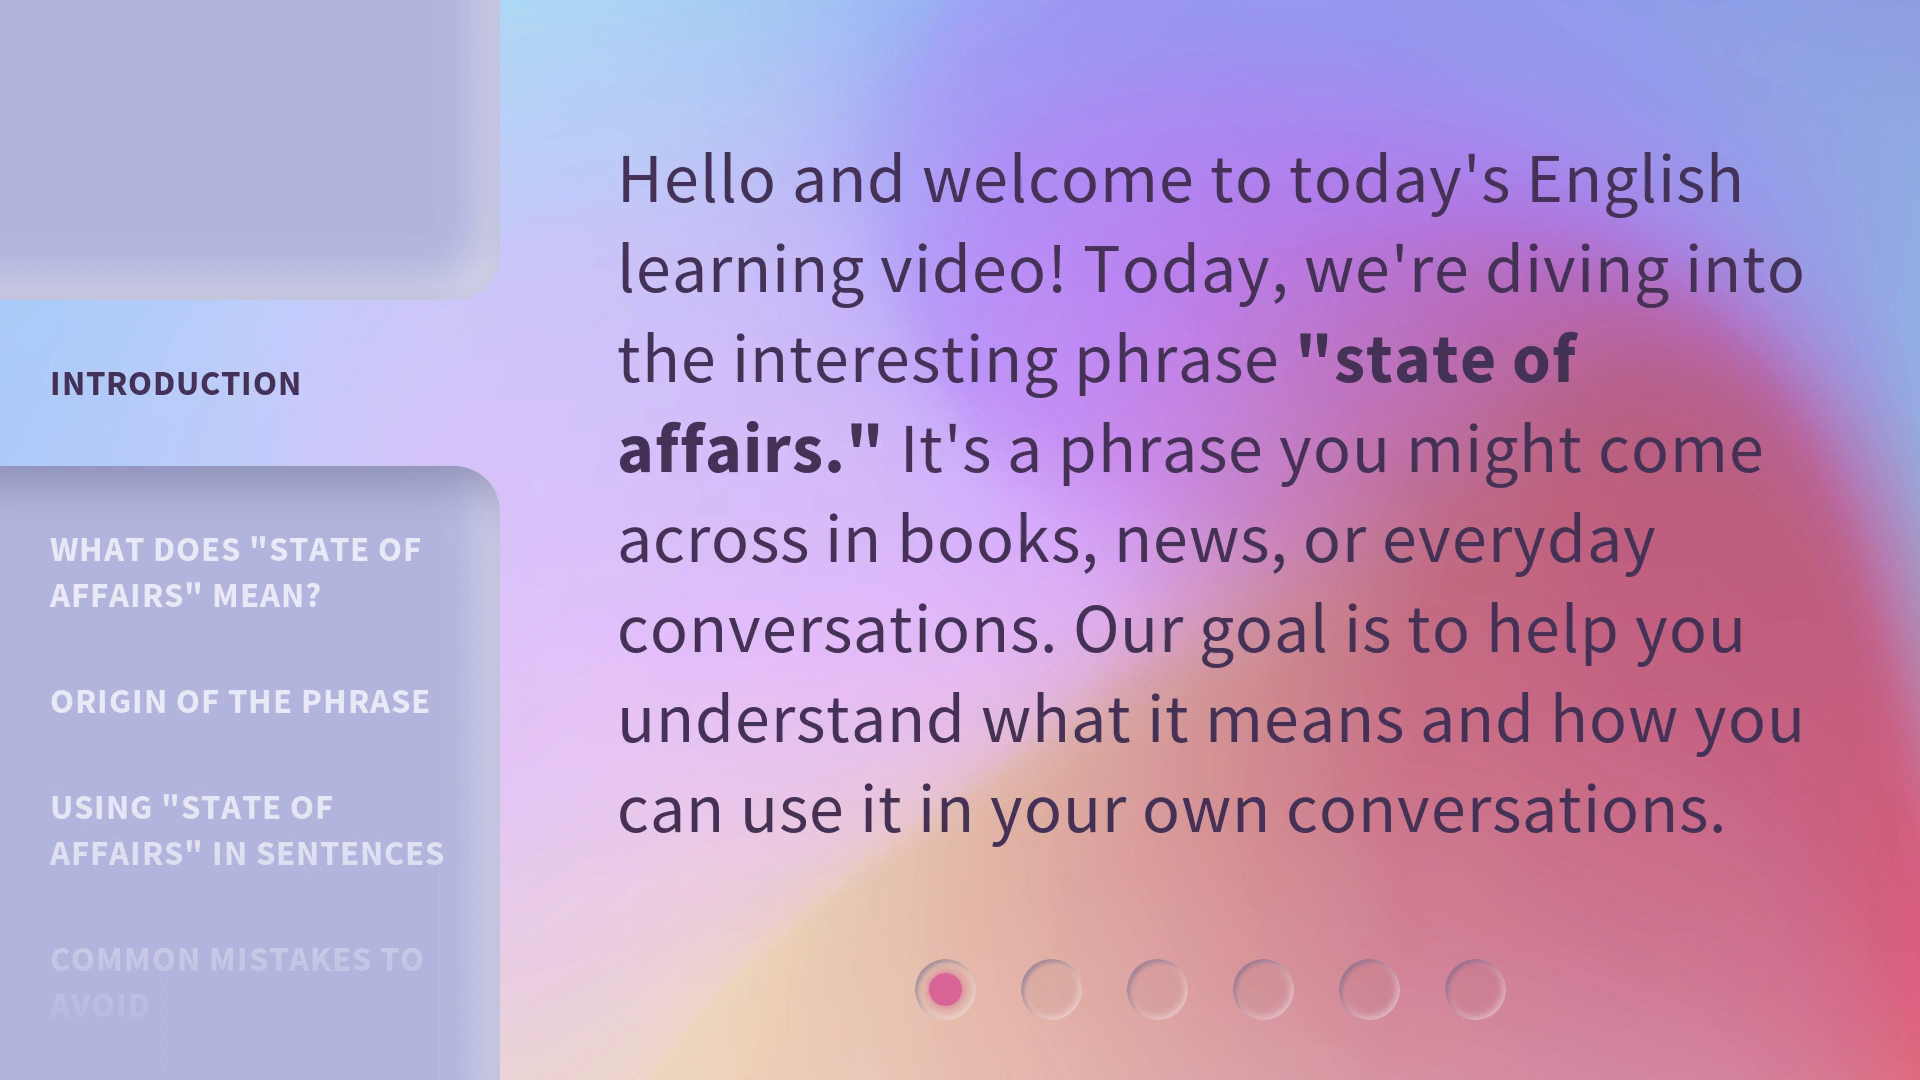 INTRODUCTION
WHAT DOES "STATE OF
AFFAIRS" MEAN?
ORIGIN OF THE PHRASE
USING "STATE OF
AFFAIRS" IN SENTENCES
COMMON MISTAKES TO
AVOID
Hello and welcome to today's English
learning video! Today, we're diving into
the interesting phrase "state of
affairs." It's a phrase you might come
across in books, news, or everyday
conversations. Our goal is to help you
understand what it means and how you
can use it in your own conversations.